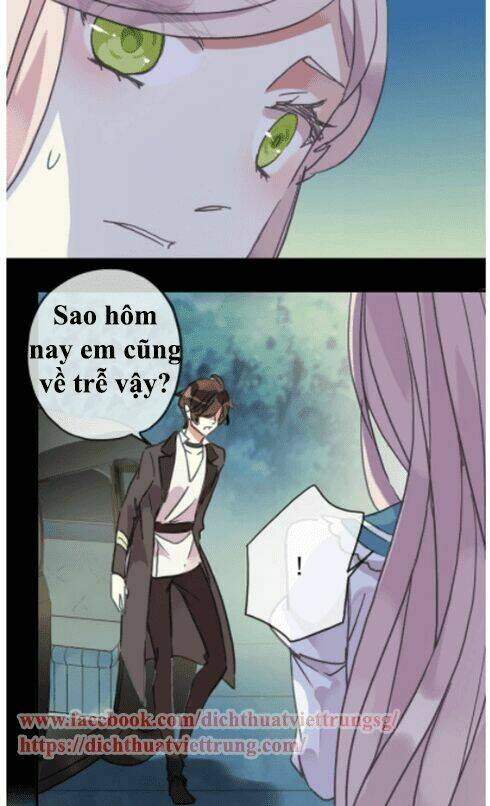 Sao hôm
nay em cũng
về trễ vậy?
!
www.facebook.com/dichthuatviettrungsg/
https://dichthuatviettrung.com/